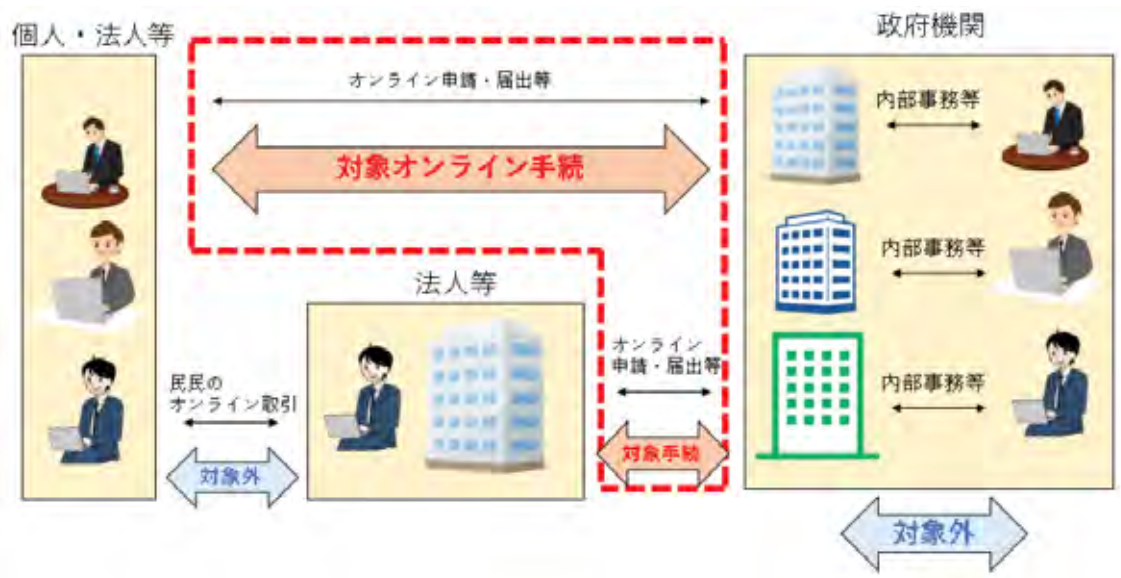 個人・法人等
政府機関
オンライン申請・届出等
内部事務等
対象オンライン手続
内部事務等
法人等
オンライン
申請・届出等
民民の
オンライン取引
内部事務等
対象手続
対象外
対象外